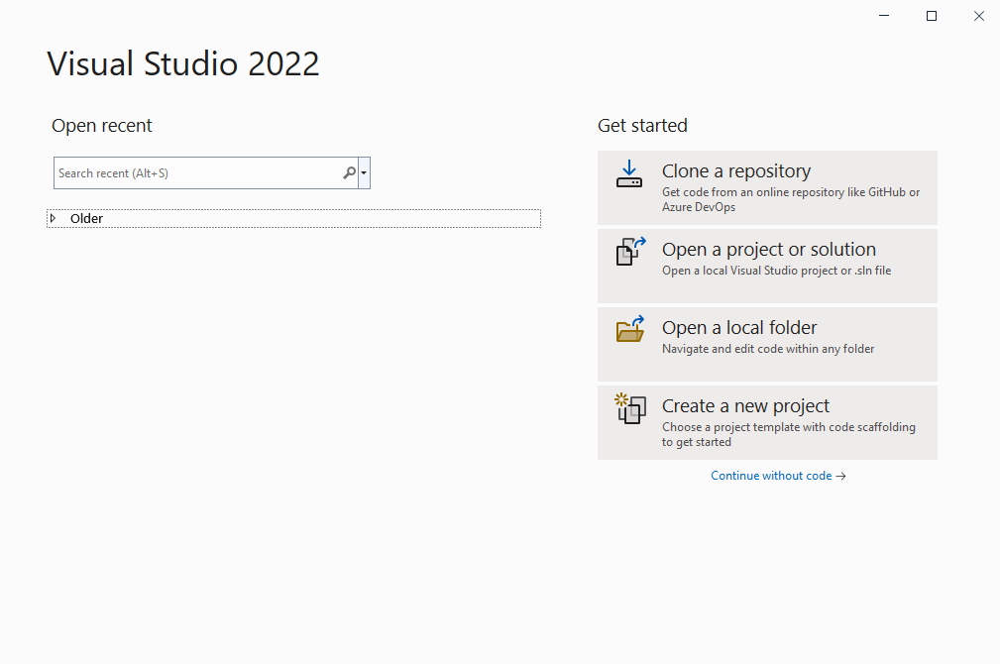 Visual Studio 2022
Open recent
Search recent (Alt+S)
Older
Get started
Clone a repository
Get code from an online repository like GitHub or
Azure DevOps
Open a project or solution
Open a local Visual Studio project or .sln file
Open a local folder
Navigate and edit code within any folder
Create a new project
Choose a project template with code scaffolding
to get started
Continue without code →